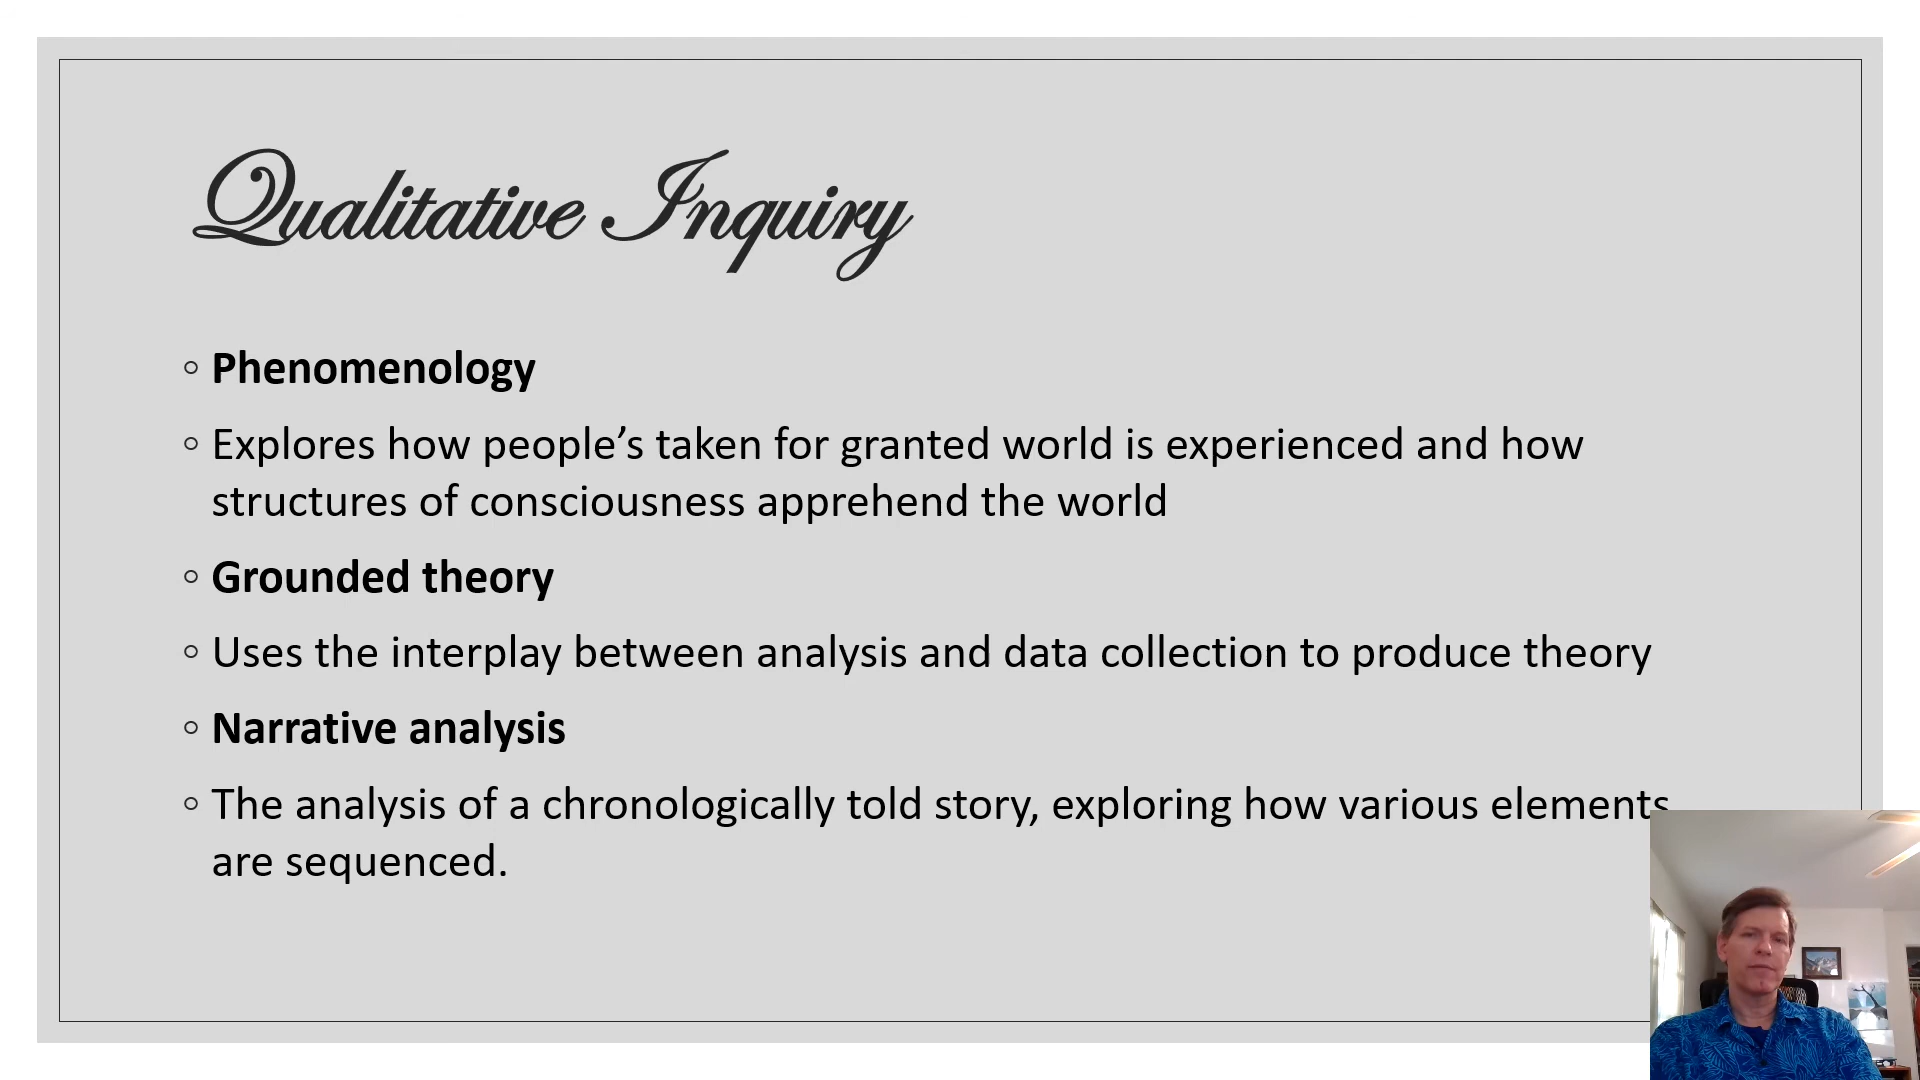 Qualitative Inquiry
◦ Phenomenology
◦ Explores how people’s taken for granted world is experienced and how
structures of consciousness apprehend the world
◦ Grounded theory
◦ Uses the interplay between analysis and data collection to produce theory
◦ Narrative analysis
◦ The analysis of a chronologically told story, exploring how various elements
are sequenced.